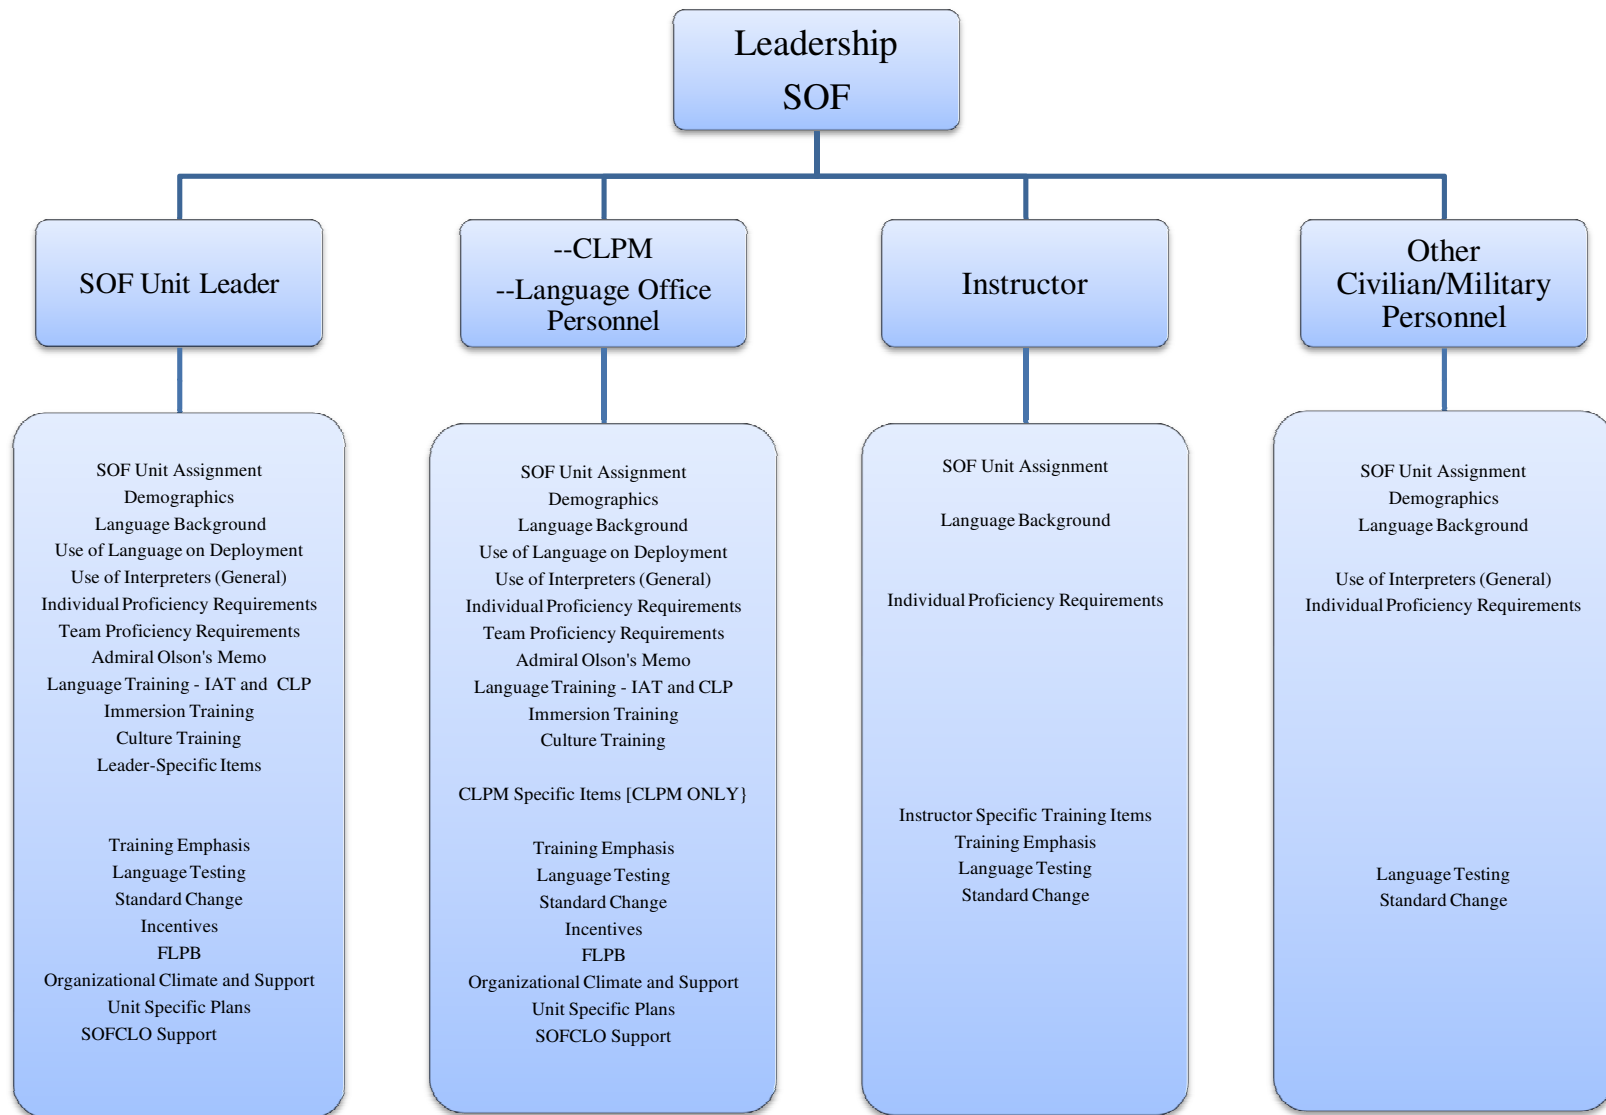 Leadership
SOF
SOF Unit Leader
--CLPM
--Language Office
Personnel
Instructor
Other
Civilian/Military
Personnel
SOF Unit Assignment
Demographics
Language Background
Use of Language on Deployment
Use of Interpreters (General)
Individual Proficiency Requirements
Team Proficiency Requirements
Admiral Olson's Memo
Language Training - IAT and CLP
Immersion Training
Culture Training
Leader-Specific Items
Training Emphasis
Language Testing
Standard Change
Incentives
FLPB
Organizational Climate and Support
Unit Specific Plans
SOFCLO Support
SOF Unit Assignment
Demographics
Language Background
Use of Language on Deployment
Use of Interpreters (General)
Individual Proficiency Requirements
Team Proficiency Requirements
Admiral Olson's Memo
Language Training - IAT and CLP
Immersion Training
Culture Training
CLPM Specific Items [CLPM ONLY}
Training Emphasis
Language Testing
Standard Change
Incentives
FLPB
Organizational Climate and Support
Unit Specific Plans
SOFCLO Support
SOF Unit Assignment
Language Background
Individual Proficiency Requirements
Instructor Specific Training Items
Training Emphasis
Language Testing
Standard Change
SOF Unit Assignment
Demographics
Language Background
Use of Interpreters (General)
Individual Proficiency Requirements
Language Testing
Standard Change